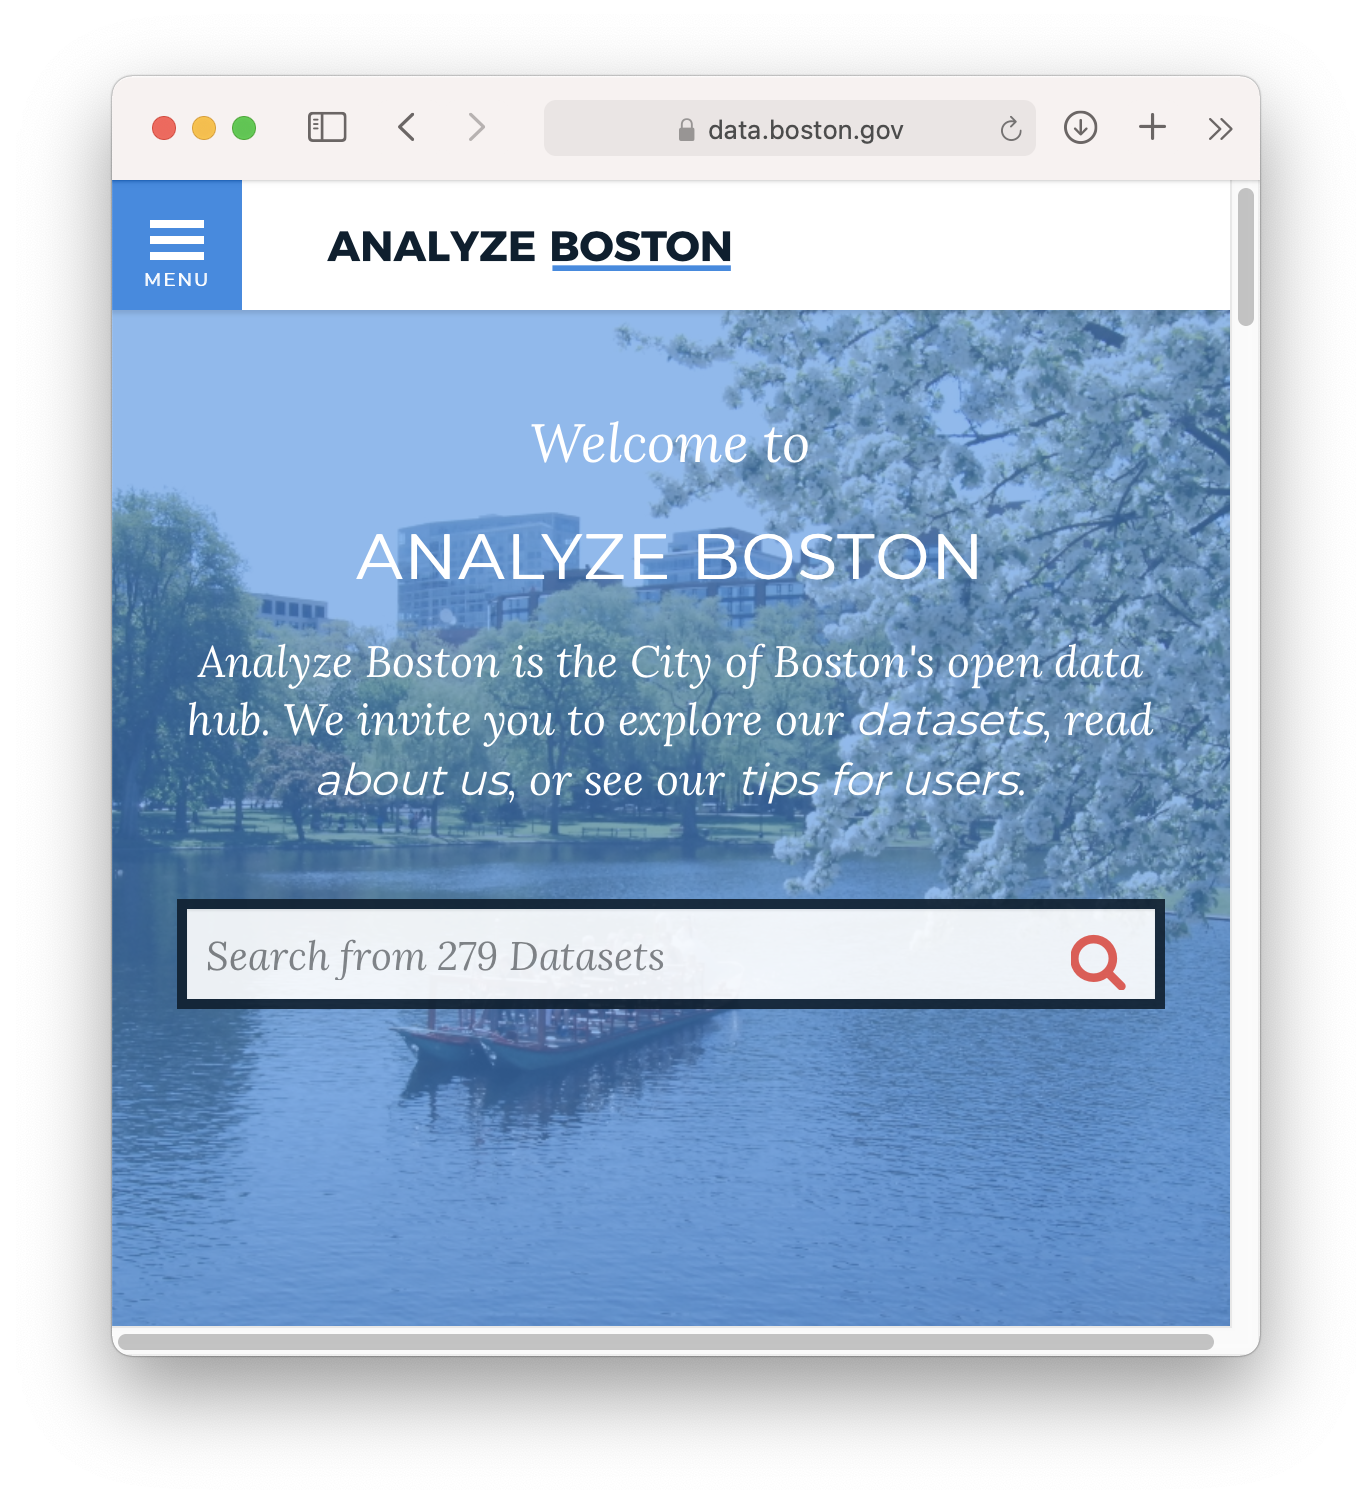 data.boston.gov
MENU
ANALYZE BOSTON
Welcome to
ANALYZE BOSTON
Analyze Boston is the City of Boston's open data
hub. We invite you to explore our datasets, read
about us, or see our tips for users.
Search from 279 Datasets